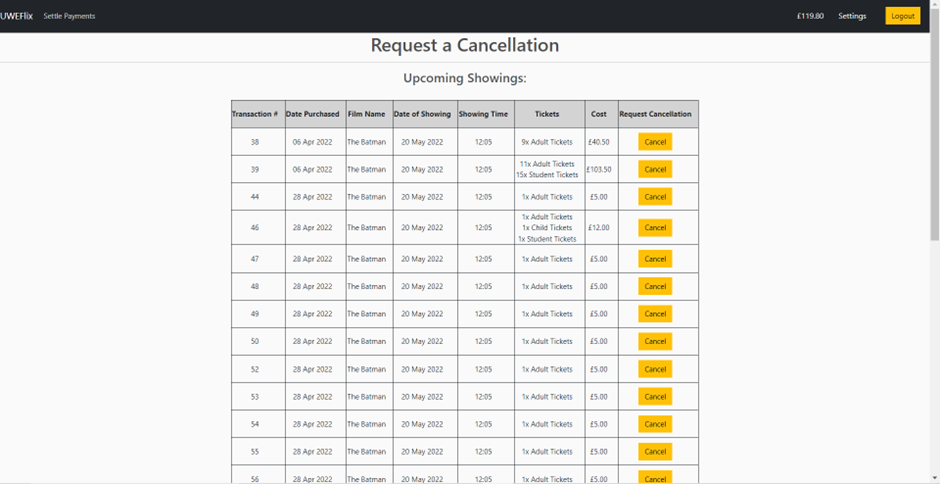 UWEFlix Settle Payments £119.80 Settings Logout
Request a Cancellation
Upcoming Showings:
Transaction # Date Purchased Film Name Date of Showing Showing Time Tickets Cost Request Cancellation
38 06 Apr 2022 The Batman 20 May 2022 12:05 9x Adult Tickets £40.50 Cancel
39 06 Apr 2022 The Batman 20 May 2022 12:05 11x Adult Tickets
15x Student Tickets £103.50 Cancel
44 28 Apr 2022 The Batman 20 May 2022 12:05 1x Adult Tickets £5.00 Cancel
46 28 Apr 2022 The Batman 20 May 2022 12:05 1x Adult Tickets
1x Child Tickets
1x Student Tickets £12.00 Cancel
47 28 Apr 2022 The Batman 20 May 2022 12:05 1x Adult Tickets £5.00 Cancel
48 28 Apr 2022 The Batman 20 May 2022 12:05 1x Adult Tickets £5.00 Cancel
49 28 Apr 2022 The Batman 20 May 2022 12:05 1x Adult Tickets £5.00 Cancel
50 28 Apr 2022 The Batman 20 May 2022 12:05 1x Adult Tickets £5.00 Cancel
52 28 Apr 2022 The Batman 20 May 2022 12:05 1x Adult Tickets £5.00 Cancel
53 28 Apr 2022 The Batman 20 May 2022 12:05 1x Adult Tickets £5.00 Cancel
54 28 Apr 2022 The Batman 20 May 2022 12:05 1x Adult Tickets £5.00 Cancel
55 28 Apr 2022 The Batman 20 May 2022 12:05 1x Adult Tickets £5.00 Cancel
56 28 Apr 2022 The Batman 20 May 2022 12:05 1x Adult Tickets £5.00 Cancel